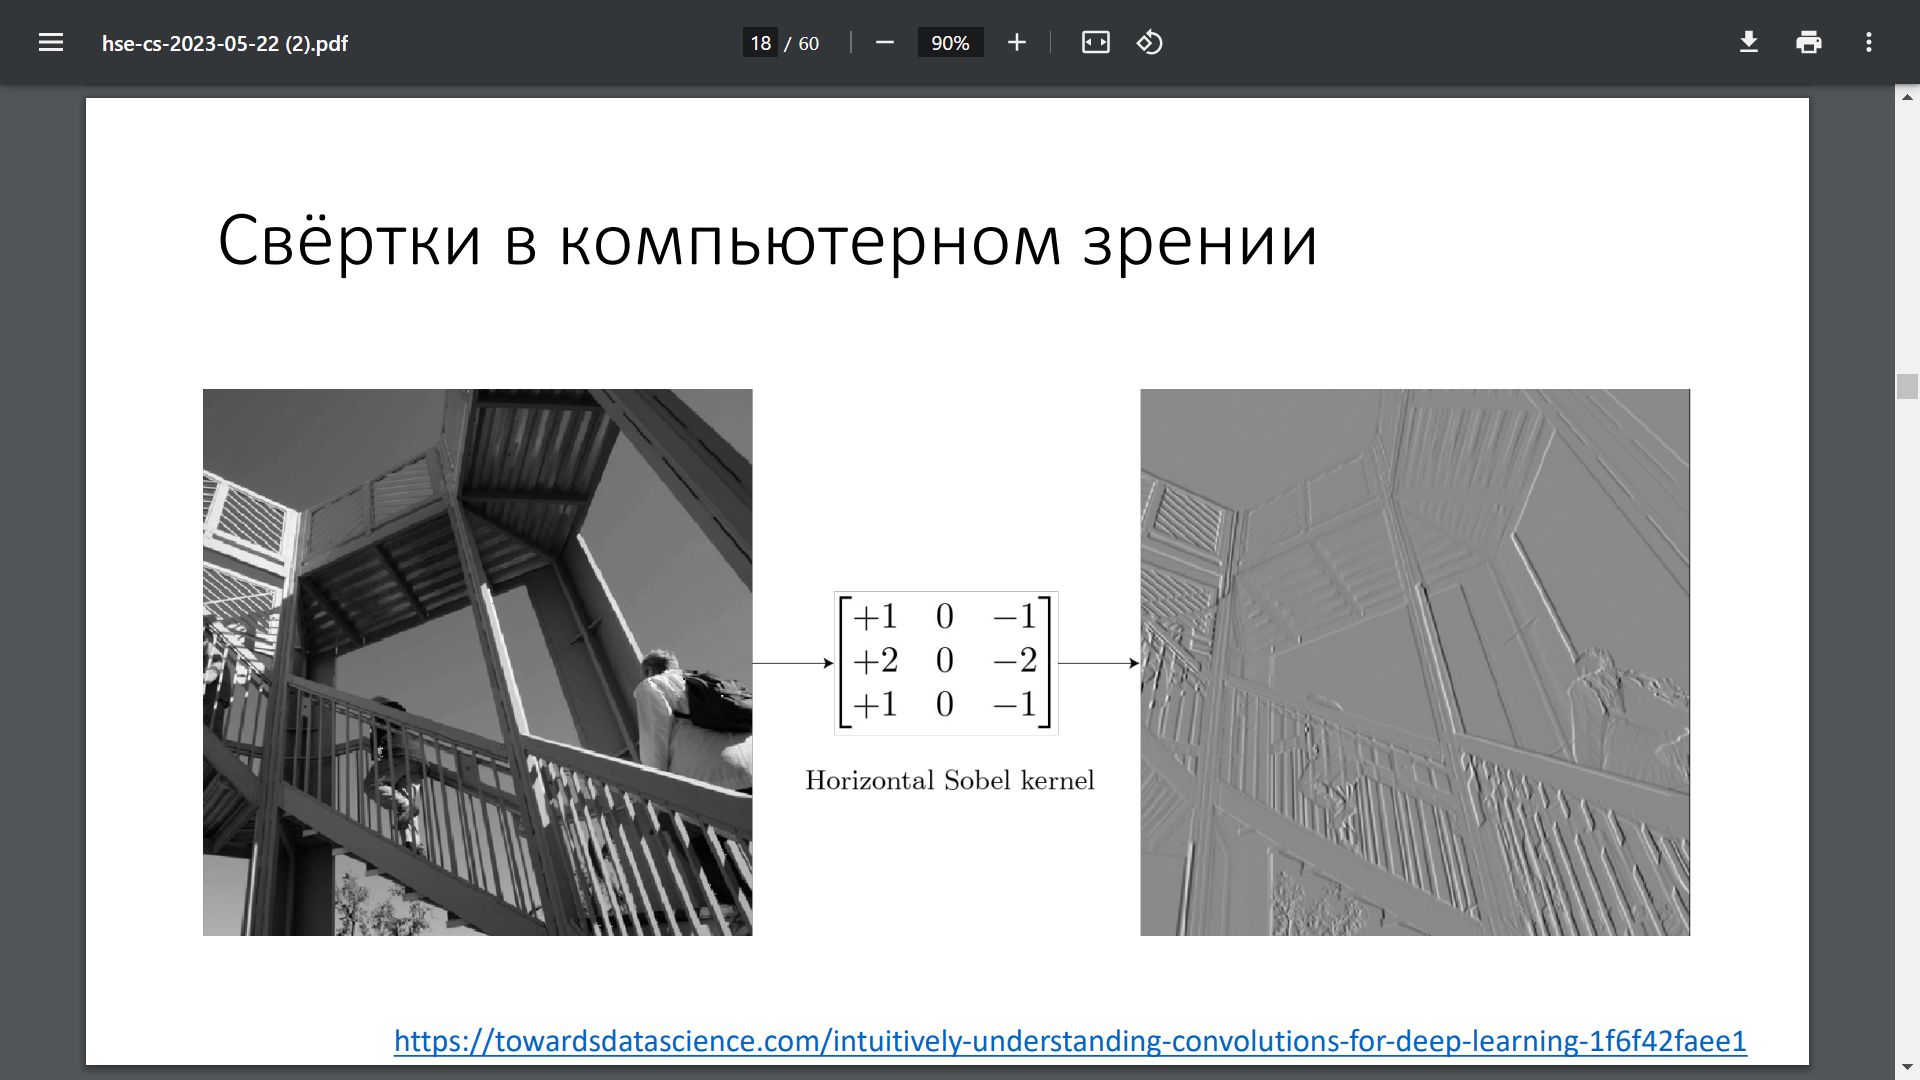 hse-cs-2023-05-22 (2).pdf
18 / 60
90%
Свёртки в компьютерном зрении
+1 0 −1
+2 0 −2
+1 0 −1
Horizontal Sobel kernel
https://towardsdatascience.com/intuitively-understanding-convolutions-for-deep-learning-1f6f42faee1